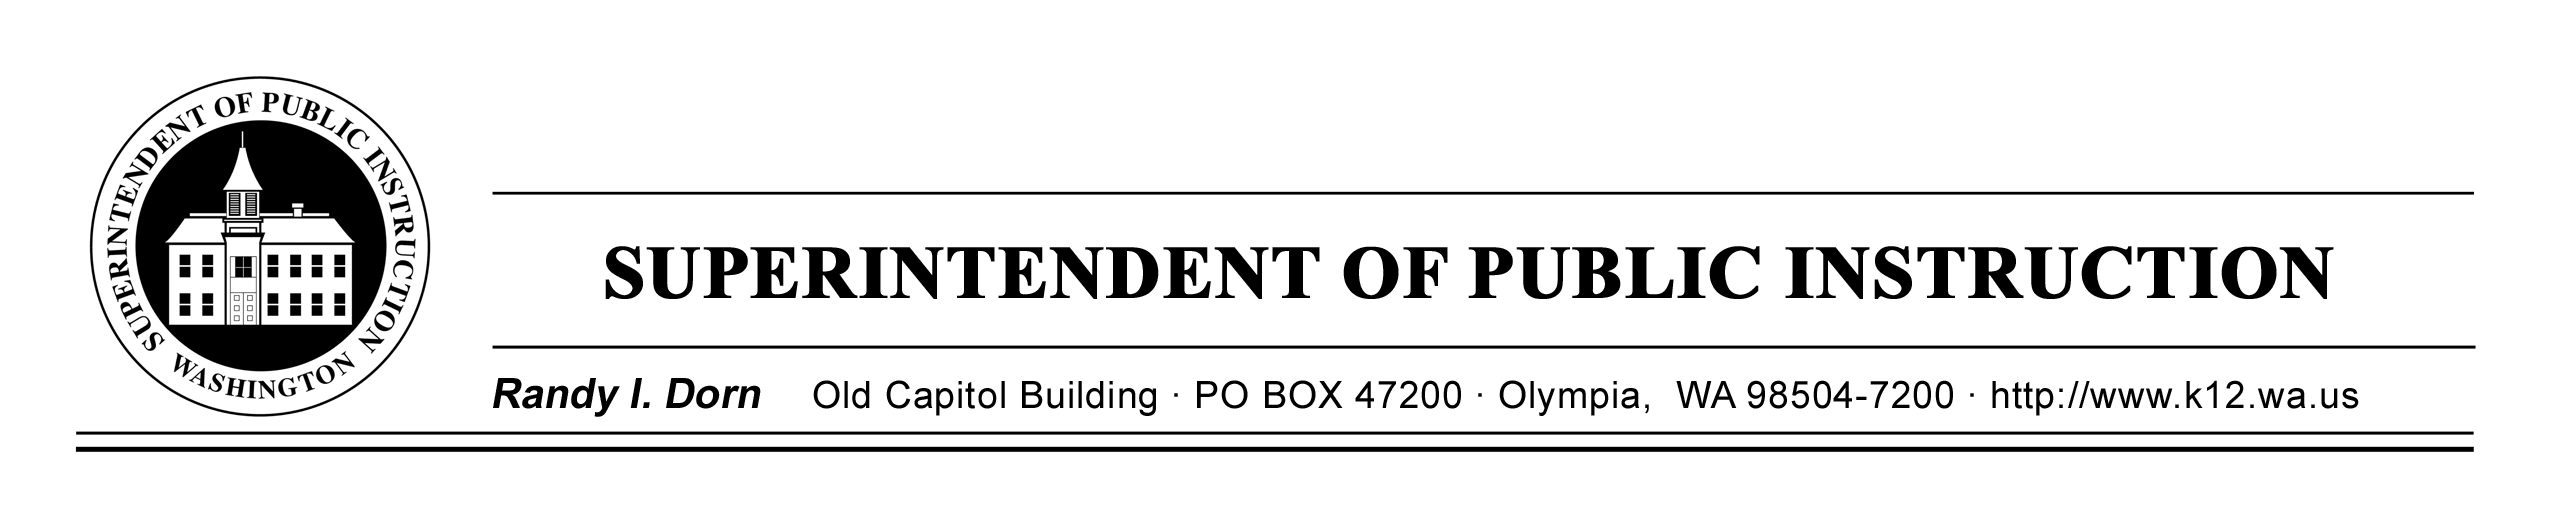 SUPERINTENDENT OF PUBLIC INSTRUCTION
WASHINGTON
SUPERINTENDENT OF PUBLIC INSTRUCTION
Randy I. Dorn Old Capitol Building · PO BOX 47200 · Olympia, WA 98504-7200 · http://www.k12.wa.us